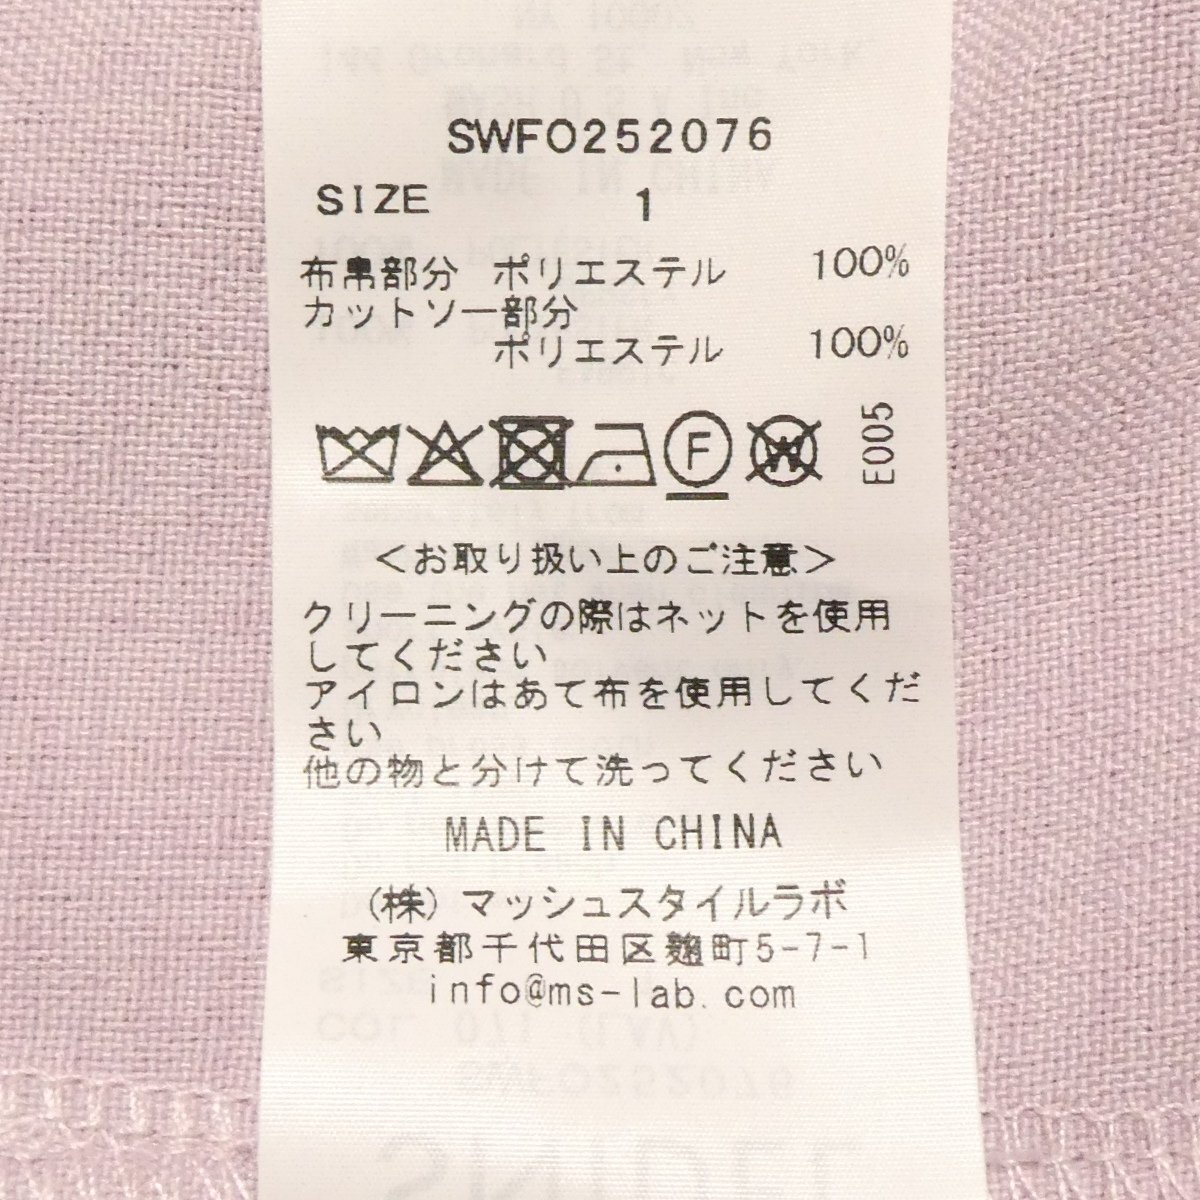 SWFO252076
SIZE 1
布帛部分 ポリエステル 100%
カットソー部分
ポリエステル 100%
F W E005
＜お取り扱い上のご注意＞
クリーニングの際はネットを使用
してください
アイロンはあて布を使用してくだ
さい
他の物と分けて洗ってください
MADE IN CHINA
(株) マッシュスタイルラボ
東京都千代田区麹町5-7-1
info@ms-lab.com